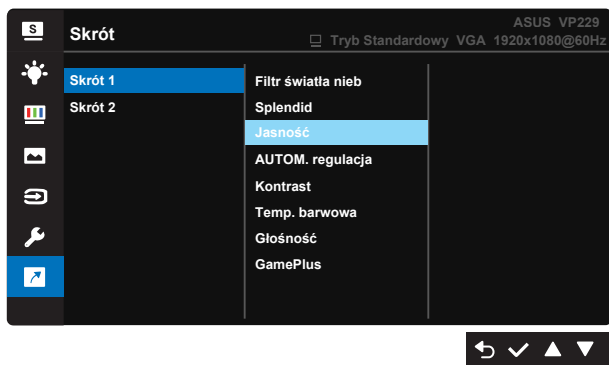 S
Skrót
ASUS VP229
Tryb Standardowy VGA 1920x1080@60Hz
Skrót 1
Skrót 2
Filtr światła nieb
Splendid
Jasność
AUTOM. regulacja
Kontrast
Temp. barwowa
Głośność
GamePlus